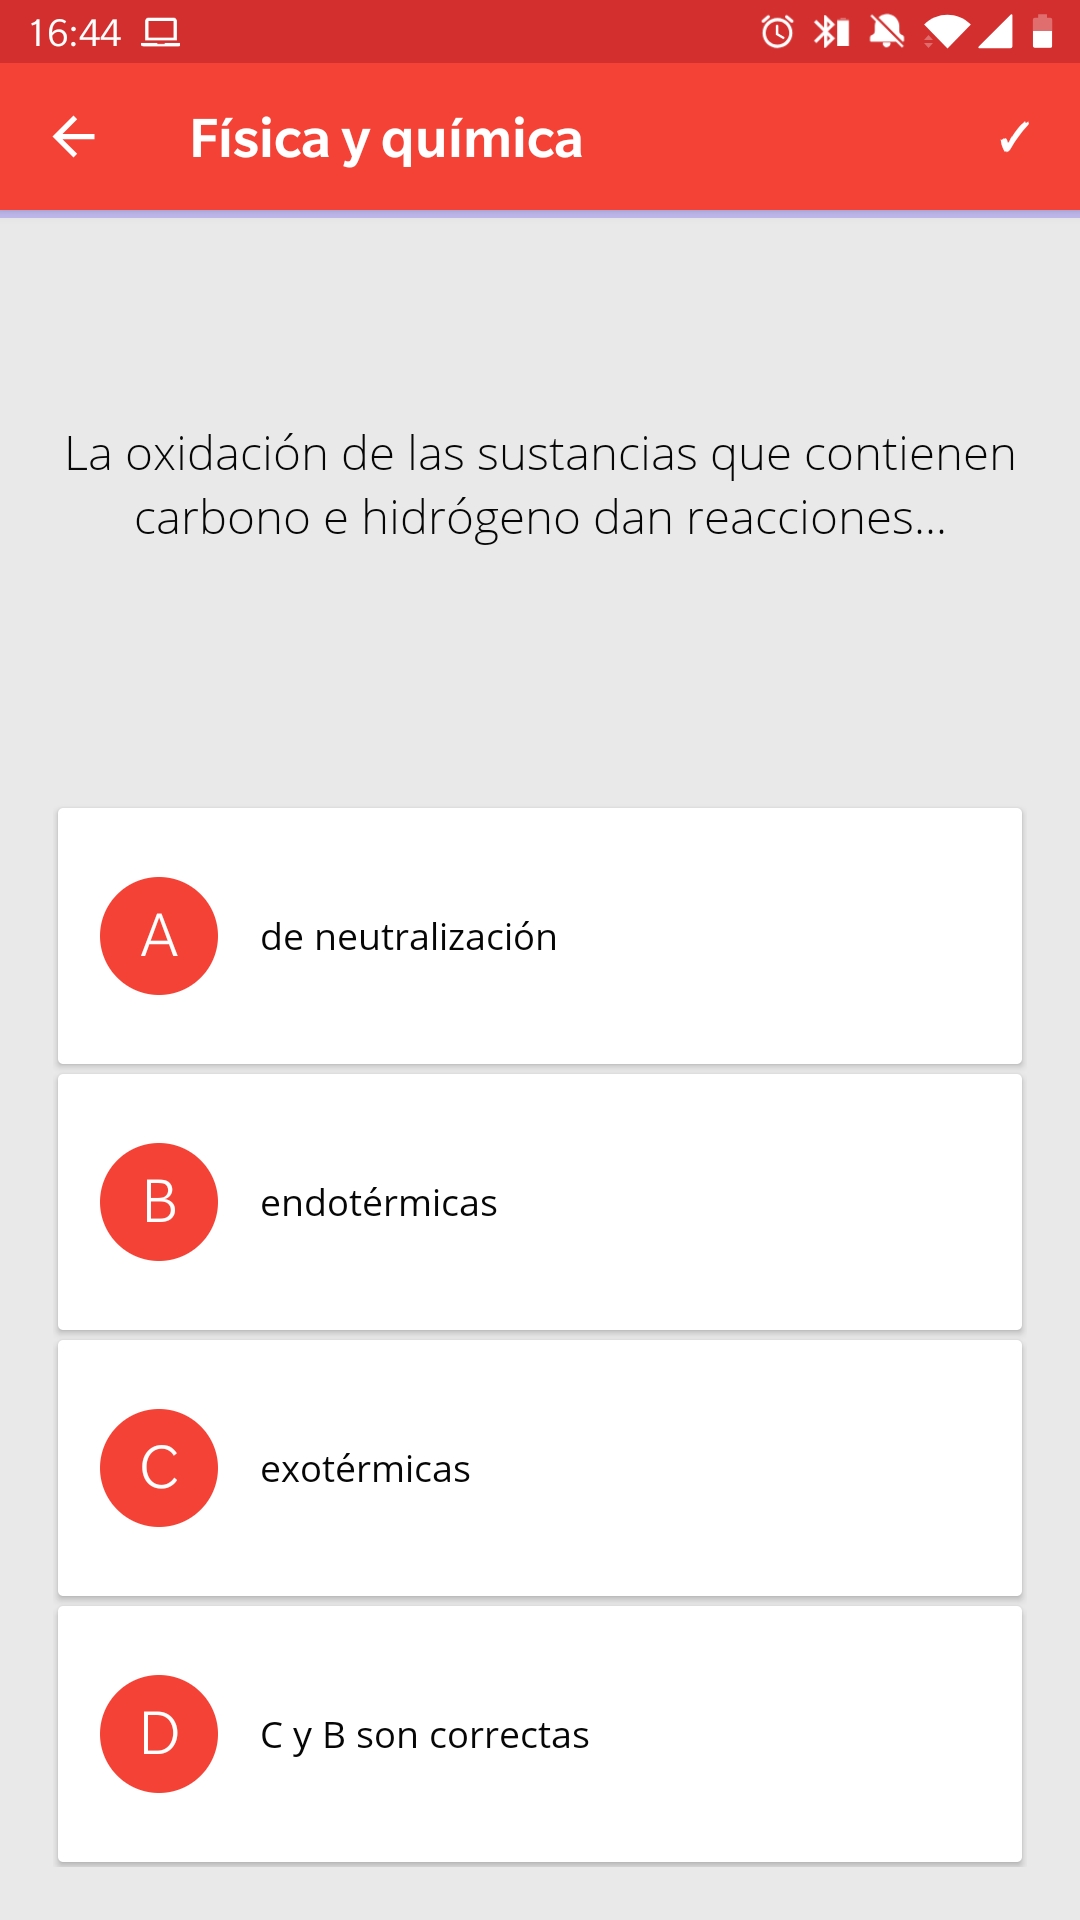 16:44
Física y química
✓
La oxidación de las sustancias que contienen
carbono e hidrógeno dan reacciones...
A de neutralización
B endotérmicas
C exotérmicas
D C y B son correctas